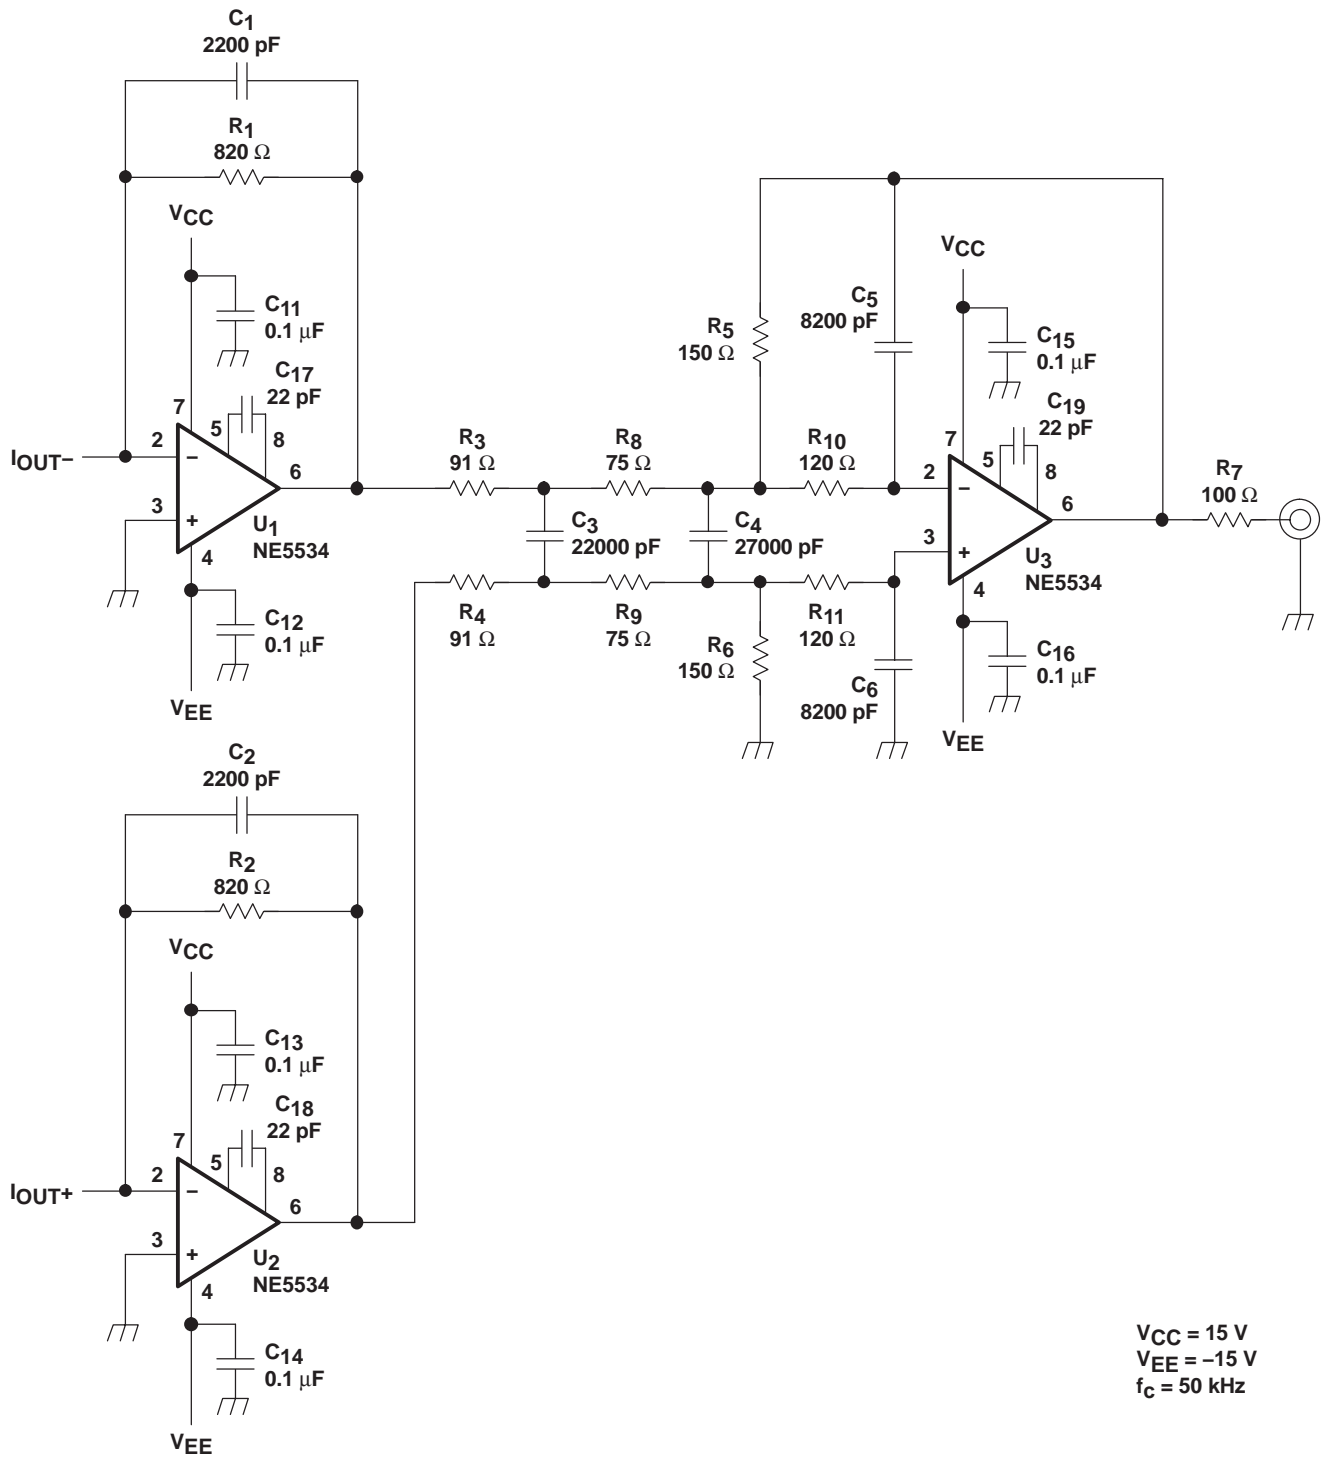 C1
2200 pF
R1
820 Ω
VCC
C11
0.1 μF
C17
22 pF
7
5
8
2
IOUT–
–
6
3
+
U1
NE5534
4
C12
0.1 μF
VEE
R3
91 Ω
R8
75 Ω
R10
120 Ω
C3
22000 pF
C4
27000 pF
R4
91 Ω
R9
75 Ω
R11
120 Ω
R5
150 Ω
C5
8200 pF
R6
150 Ω
C6
8200 pF
VCC
C15
0.1 μF
C19
22 pF
7
5
8
2
–
6
3
+
U3
NE5534
4
C16
0.1 μF
VEE
R7
100 Ω
C2
2200 pF
R2
820 Ω
VCC
C13
0.1 μF
C18
22 pF
7
5
8
2
IOUT+
–
6
3
+
U2
NE5534
4
C14
0.1 μF
VEE
VCC = 15 V
VEE = –15 V
fC = 50 kHz